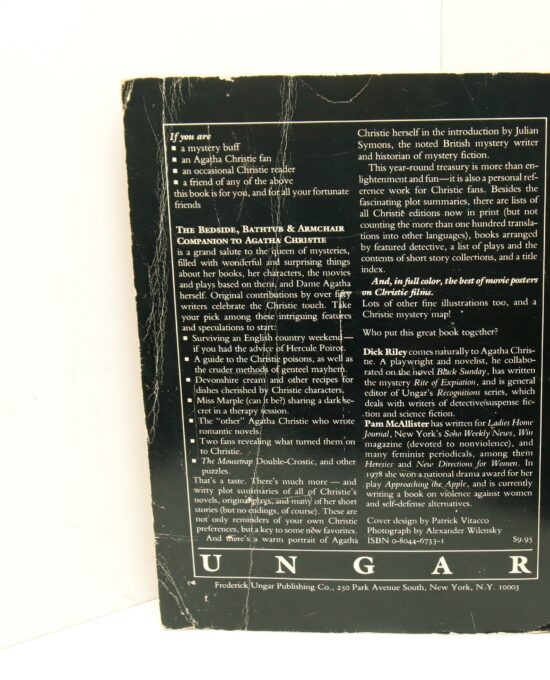 If you are
▪ a mystery buff
▪ an Agatha Christie fan
▪ an occasional Christie reader
▪ a friend of any of the above
this book is for you, and for all your fortunate
friends
THE BEDSIDE, BATHTUB & ARMCHAIR
COMPANION TO AGATHA CHRISTIE
is a grand salute to the queen of mysteries,
filled with wonderful and surprising things
about her books, her characters, the movies
and plays based on them, and Dame Agatha
herself. Original contributions by over fifty
writers celebrate the Christie touch. Take
your pick among these intriguing features
and speculations to start:
▪ Surviving an English country weekend—
if you had the advice of Hercule Poirot.
▪ A guide to the Christie poisons, as well as
the cruder methods of genteel mayhem.
▪ Devonshire cream and other recipes for
dishes cherished by Christie characters.
▪ Miss Marple (can it be?) sharing a dark se-
cret in a therapy session.
▪ The "other" Agatha Christie who wrote
romantic novels.
▪ Two fans revealing what turned them on
to Christie.
▪ The Mousetrap Double-Crostic, and other
puzzles.
That's a taste. There's much more — and
witty plot summaries of all of Christie's
novels, original plays, and many of her short
stories (but no endings, of course). These are
not only reminders of your own Christie
preferences, but a key to some new favorites.
And there's a warm portrait of Agatha
Christie herself in the introduction by Julian
Symons, the noted British mystery writer
and historian of mystery fiction.
This year-round treasury is more than en-
lightenment and fun—it is also a personal ref-
erence work for Christie fans. Besides the
fascinating plot summaries, there are lists of
all Christie editions now in print (but not
counting the more than one hundred transla-
tions into other languages), books arranged
by featured detective, a list of plays and the
contents of short story collections, and a title
index.
And, in full color, the best of movie posters
on Christie films.
Lots of other fine illustrations too, and a
Christie mystery map!
Who put this great book together?
Dick Riley comes naturally to Agatha Chris-
tie. A playwright and novelist, he collabo-
rated on the novel Black Sunday, has written
the mystery Rite of Expiation, and is general
editor of Ungar's Recognitions series, which
deals with writers of detective/suspense fic-
tion and science fiction.
Pam McAllister has written for Ladies Home
Journal, New York's Soho Weekly News, Win
magazine (devoted to nonviolence), and
many feminist periodicals, among them
Heresies and New Directions for Women. In
1978 she won a national drama award for her
play Approaching the Apple, and is currently
writing a book on violence against women
and self-defense alternatives.
Cover design by Patrick Vitacco
Photograph by Alexander Wilensky
ISBN 0-8044-6733-1 $9.95
UNGAR
Frederick Ungar Publishing Co., 250 Park Avenue South, New York, N.Y. 10003